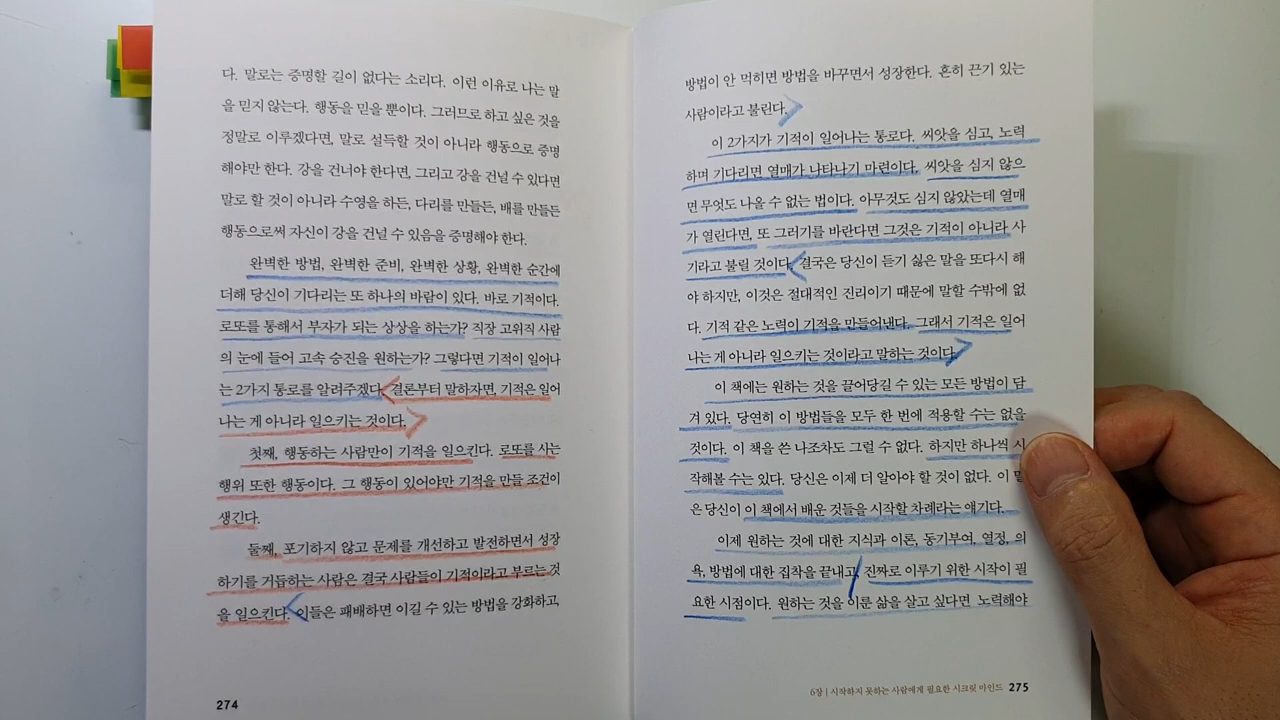 다. 말로는 증명할 길이 없다는 소리다. 이런 이유로 나는 말
을 믿지 않는다. 행동을 믿을 뿐이다. 그러므로 하고 싶은 것을
정말로 이루겠다면, 말로 설득할 것이 아니라 행동으로 증명
해야만 한다. 강을 건너야 한다면, 그리고 강을 건널 수 있다면
말로 할 것이 아니라 수영을 하든, 다리를 만들든, 배를 만들든
행동으로써 자신이 강을 건널 수 있음을 증명해야 한다.
완벽한 방법, 완벽한 준비, 완벽한 상황, 완벽한 순간에
더해 당신이 기다리는 또 하나의 바람이 있다. 바로 기적이다.
로또를 통해서 부자가 되는 상상을 하는가? 직장 고위직 사람
의 눈에 들어 고속 승진을 원하는가? 그렇다면 기적이 일어나
는 2가지 통로를 알려주겠다. 결론부터 말하자면, 기적은 일어
나는 게 아니라 일으키는 것이다.
첫째, 행동하는 사람만이 기적을 일으킨다. 로또를 사는
행위 또한 행동이다. 그 행동이 있어야만 기적을 만들 조건이
생긴다.
둘째, 포기하지 않고 문제를 개선하고 발전하면서 성장
하기를 거듭하는 사람은 결국 사람들이 기적이라고 부르는 것
을 일으킨다. 이들은 패배하면 이길 수 있는 방법을 강화하고,
274
방법이 안 먹히면 방법을 바꾸면서 성장한다. 흔히 끈기 있는
사람이라고 불린다.
이 2가지가 기적이 일어나는 통로다. 씨앗을 심고, 노력
하며 기다리면 열매가 나타나기 마련이다. 씨앗을 심지 않으
면 무엇도 나올 수 없는 법이다. 아무것도 심지 않았는데 열매
가 열린다면, 또 그러기를 바란다면 그것은 기적이 아니라 사
기라고 불릴 것이다. 결국은 당신이 듣기 싫은 말을 또다시 해
야 하지만, 이것은 절대적인 진리이기 때문에 말할 수밖에 없
다. 기적 같은 노력이 기적을 만들어낸다. 그래서 기적은 일어
나는 게 아니라 일으키는 것이라고 말하는 것이다.
이 책에는 원하는 것을 끌어당길 수 있는 모든 방법이 담
겨 있다. 당연히 이 방법들을 모두 한 번에 적용할 수는 없을
것이다. 이 책을 쓴 나조차도 그럴 수 없다. 하지만 하나씩 시
작해볼 수는 있다. 당신은 이제 더 알아야 할 것이 없다. 이 말
은 당신이 이 책에서 배운 것들을 시작할 차례라는 얘기다.
이제 원하는 것에 대한 지식과 이론, 동기부여, 열정, 의
욕, 방법에 대한 집착을 끝내고, 진짜로 이루기 위한 시작이 필
요한 시점이다. 원하는 것을 이룬 삶을 살고 싶다면 노력해야
6장 | 시작하지 못하는 사람에게 필요한 시크릿 마인드 275